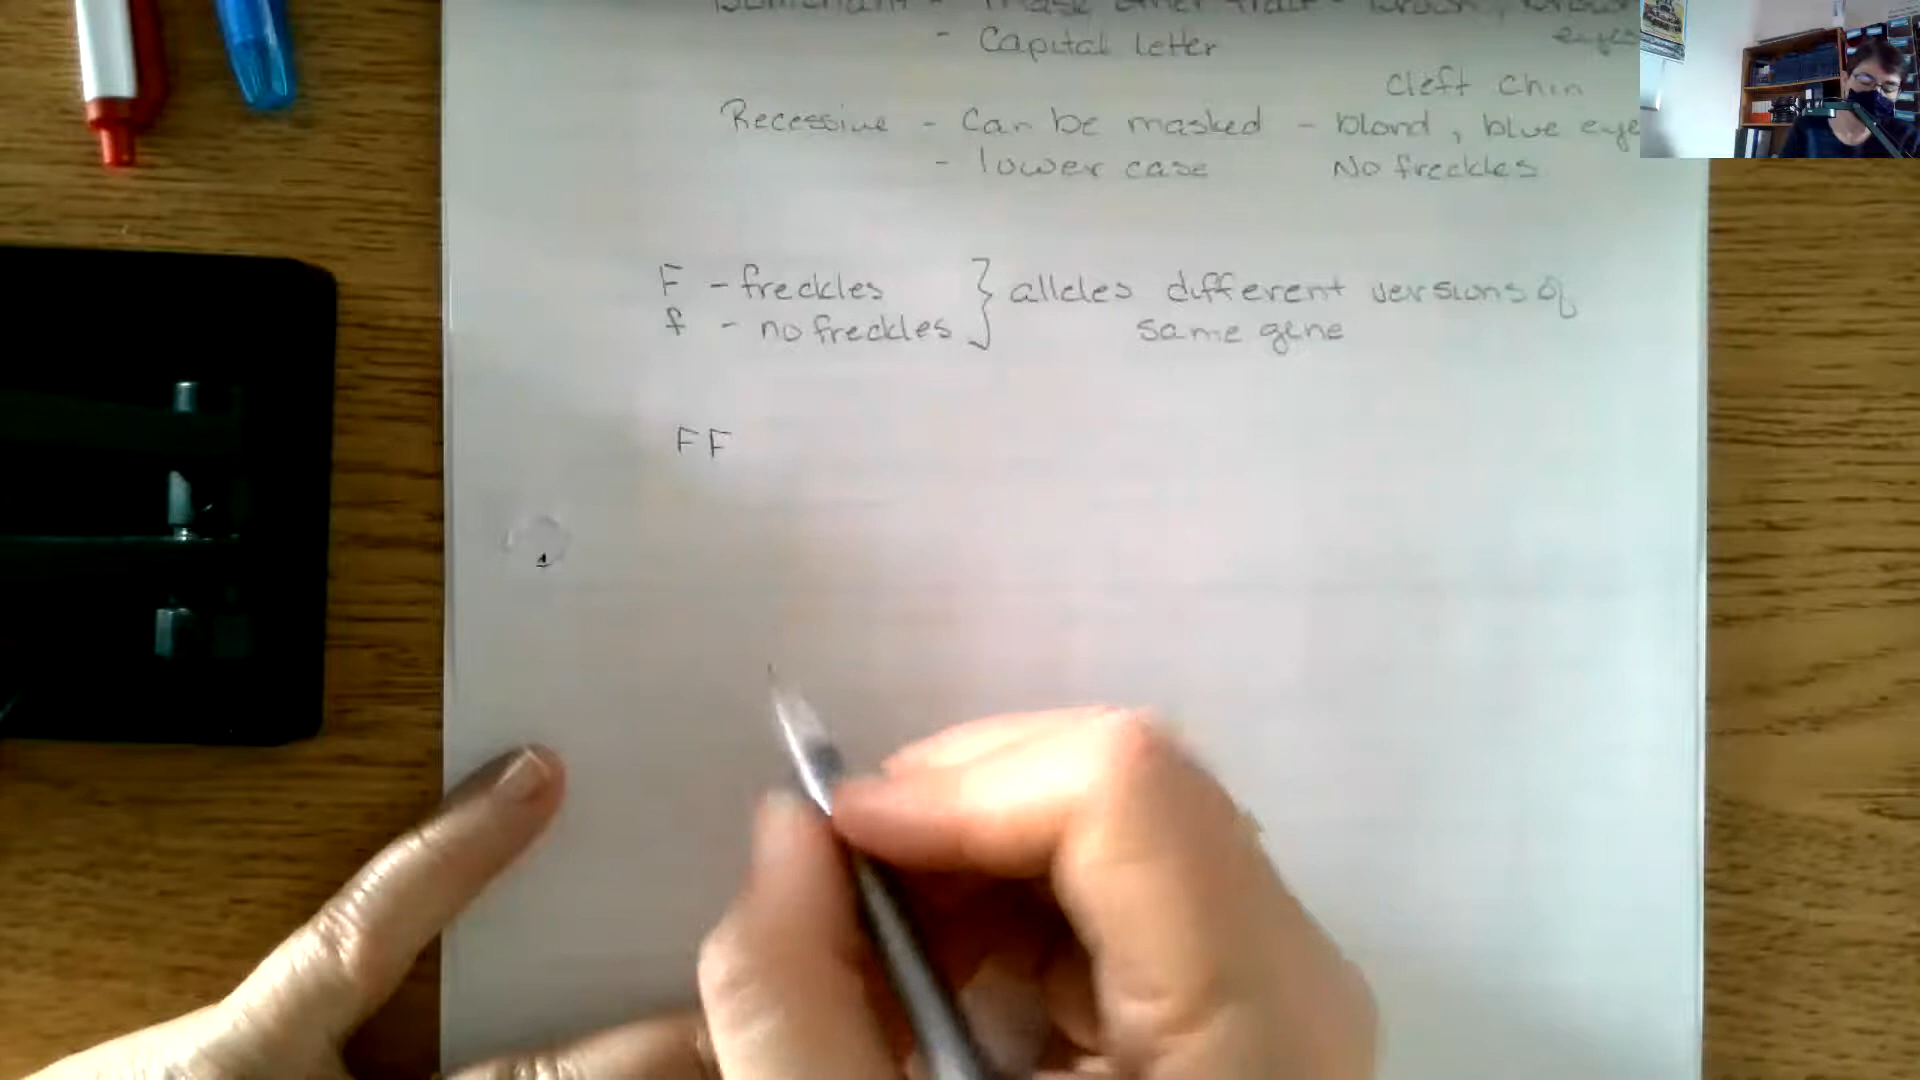 - Capital letter
eyes
cleft chin
Recessive - Can be masked - blond, blue eye
- lower case No freckles
F - freckles } alleles different versions of
f - no freckles same gene
FF